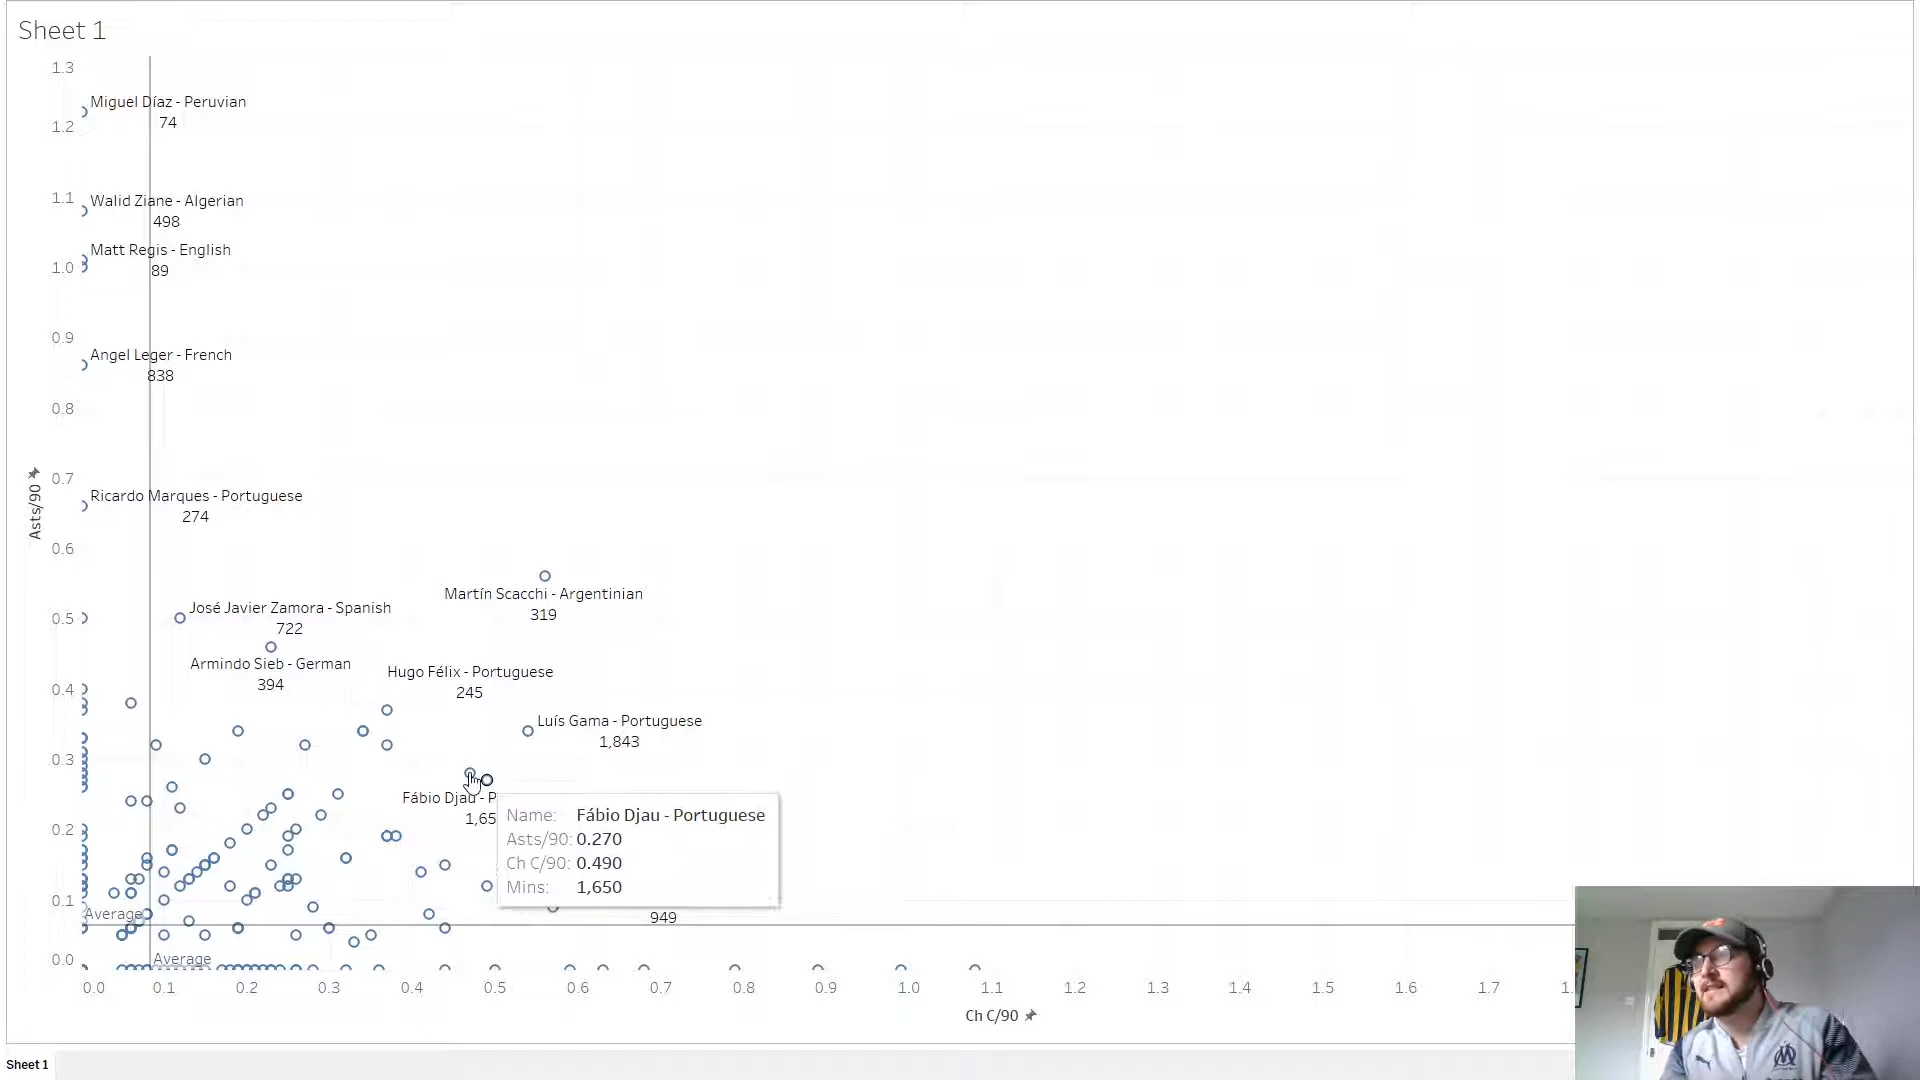 Sheet 1
1.3
Miguel Díaz - Peruvian
74
1.2
1.1
Walid Ziane - Algerian
498
Matt Regis - English
1.0
89
0.9
Angel Leger - French
838
0.8
0.7
Ricardo Marques - Portuguese
274
Asts/90
0.6
Martín Scacchi - Argentinian
319
José Javier Zamora - Spanish
722
0.5
Armindo Sieb - German
394
Hugo Félix - Portuguese
245
0.4
Luís Gama - Portuguese
1,843
0.3
Fábio Djau - P
1,65
Name: Fábio Djau - Portuguese
Asts/90: 0.270
Ch C/90: 0.490
Mins: 1,650
0.2
0.1
Average
949
0.0
Average
0.0 0.1 0.2 0.3 0.4 0.5 0.6 0.7 0.8 0.9 1.0 1.1 1.2 1.3 1.4 1.5 1.6 1.7
Ch C/90
Sheet 1